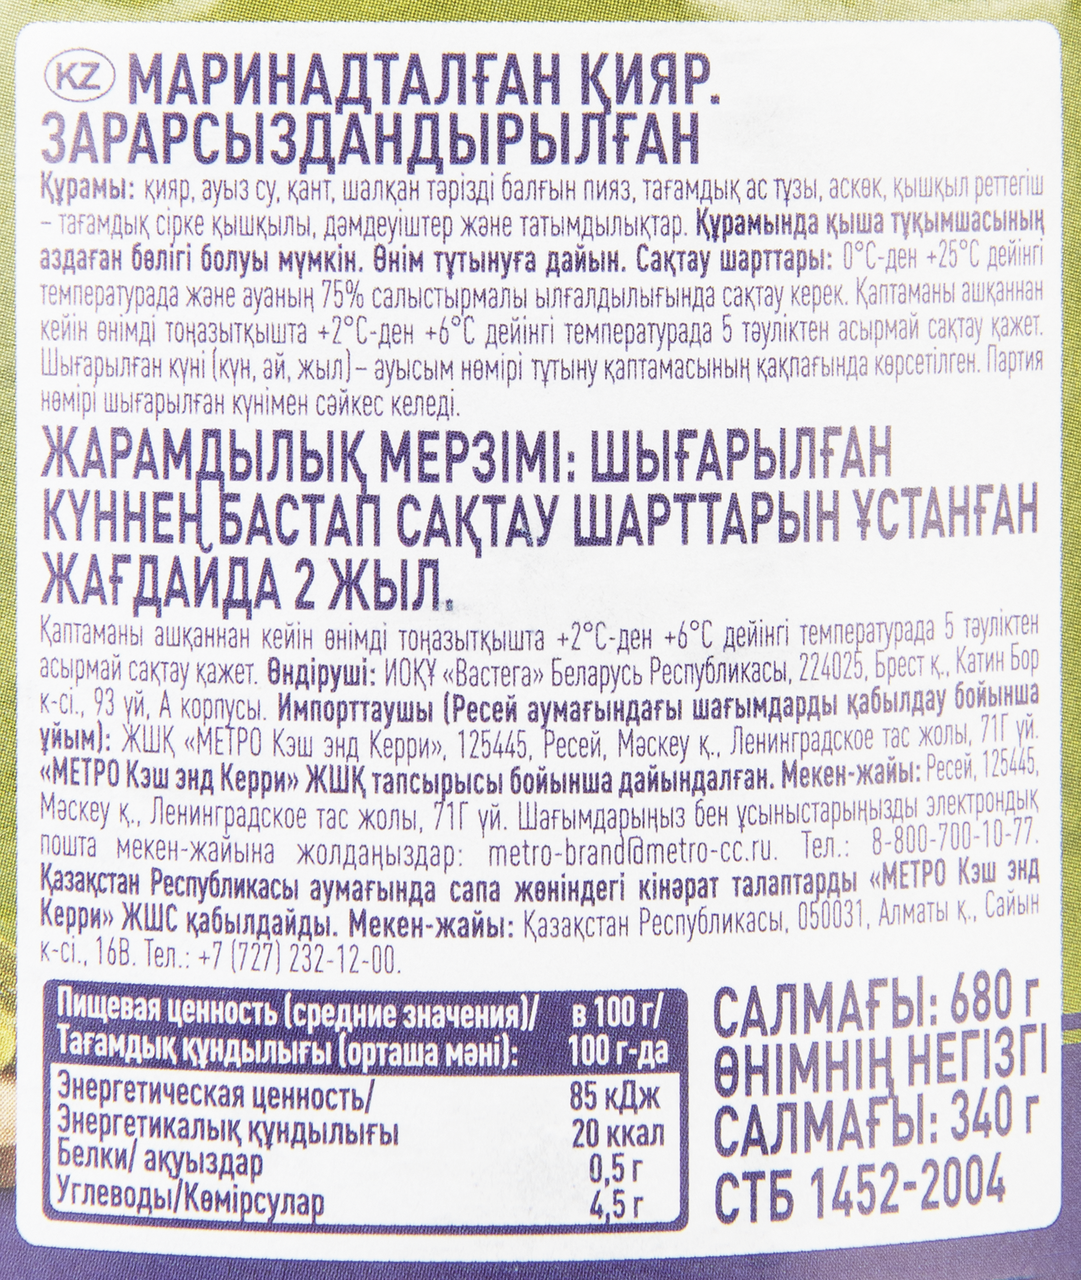 KZ МАРИНАДТАЛҒАН ҚИЯР.
ЗАРАРСЫЗДАНДЫРЫЛҒАН
Құрамы: қияр, ауыз су, қант, шалқан тәрізді балғын пияз, тағамдық ас тұзы, аскөк, қышқыл реттегіш
– тағамдық сірке қышқылы, дәмдеуіштер және татымдылықтар. Құрамында қыша тұқымшасының
аздаған бөлігі болуы мүмкін. Өнім тұтынуға дайын. Сақтау шарттары: 0°С-ден +25°С дейінгі
температурада және ауаның 75% салыстырмалы ылғалдылығында сақтау керек. Қаптаманы ашқаннан
кейін өнімді тоңазытқышта +2°С-ден +6°С дейінгі температурада 5 тәуліктен асырмай сақтау қажет.
Шығарылған күні (күн, ай, жыл) – ауысым нөмірі тұтыну қаптамасының қақпағында көрсетілген. Партия
нөмірі шығарылған күнімен сәйкес келеді.
ЖАРАМДЫЛЫҚ МЕРЗІМІ: ШЫҒАРЫЛҒАН
КҮННЕҢ БАСТАП САҚТАУ ШАРТТАРЫН ҰСТАНҒАН
ЖАҒДАЙДА 2 ЖЫЛ.
Қаптаманы ашқаннан кейін өнімді тоңазытқышта +2°С-ден +6°С дейінгі температурада 5 тәуліктен
асырмай сақтау қажет. Өндіруші: ИОҚҰ «Вастега» Беларусь Республикасы, 224025, Брест қ., Катин Бор
к-сі., 93 үй, А корпусы. Импорттаушы (Ресей аумағындағы шағымдарды қабылдау бойынша
ұйым): ЖШҚ «МЕТРО Кэш энд Керри», 125445, Ресей, Мәскеу қ., Ленинградское тас жолы, 71Г үй.
«МЕТРО Кэш энд Керри» ЖШҚ тапсырысы бойынша дайындалған. Мекен-жайы: Ресей, 125445,
Мәскеу қ., Ленинградское тас жолы, 71Г үй. Шағымдарыңыз бен ұсыныстарыңызды электрондық
пошта мекен-жайына жолдаңыздар: metro-brand@metro-cc.ru. Тел.: 8-800-700-10-77.
Қазақстан Республикасы аумағында сапа жөніндегі кінәрат талаптарды «МЕТРО Кэш энд
Керри» ЖШС қабылдайды. Мекен-жайы: Қазақстан Республикасы, 050031, Алматы қ., Сайын
к-сі., 16В. Тел.: +7 (727) 232-12-00.
Пищевая ценность (средние значения)/ в 100 г/
Тағамдық құндылығы (орташа мәні): 100 г-да
Энергетическая ценность/ 85 кДж
Энергетикалық құндылығы 20 ккал
Белки/ ақуыздар 0,5 г
Углеводы/Көмірсулар 4,5 г
САЛМАҒЫ: 680 г
ӨНІМНІҢ НЕГІЗГІ
САЛМАҒЫ: 340 г
СТБ 1452-2004